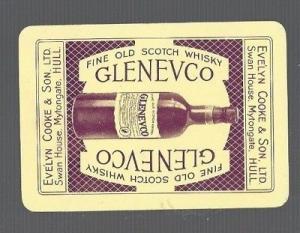 FINE OLD SCOTCH WHISKY
GLENEVCO
EVELYN COOKE & SON, LTD.
Swan House, Mytongate, HULL.
GLENEVCO
GLENEVCO
FINE OLD SCOTCH WHISKY
EVELYN COOKE & SON, LTD.
Swan House, Mytongate, HULL.